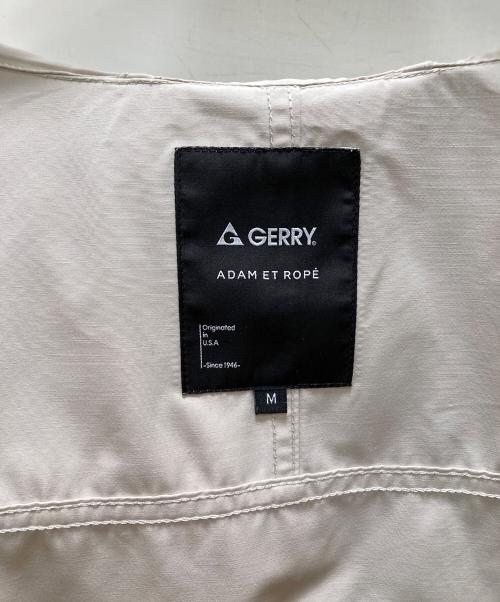 GERRY®
ADAM ET ROPÉ
Originated
in
U.S.A
-Since 1946-
M